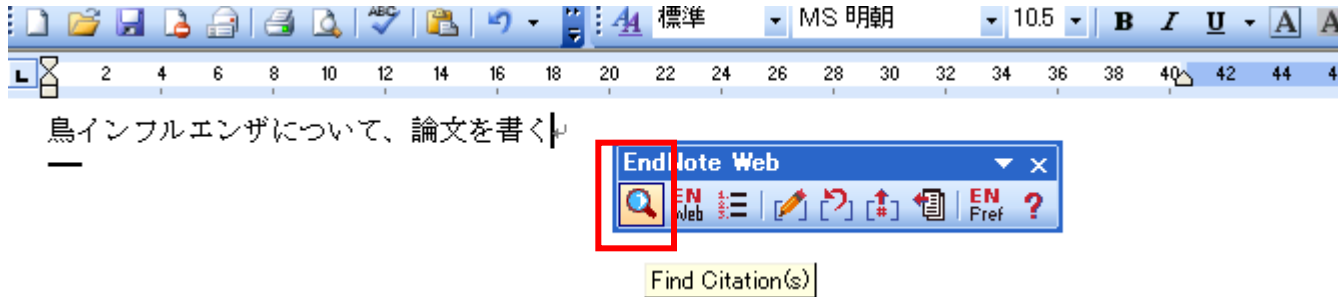 ABC 標準 MS 明朝 10.5 B I U A A
2 4 6 8 10 12 14 16 18 20 22 24 26 28 30 32 34 36 38 40 42 44
鳥インフルエンザについて、論文を書く
EndNote Web
EN Web EN Pref ?
Find Citation(s)